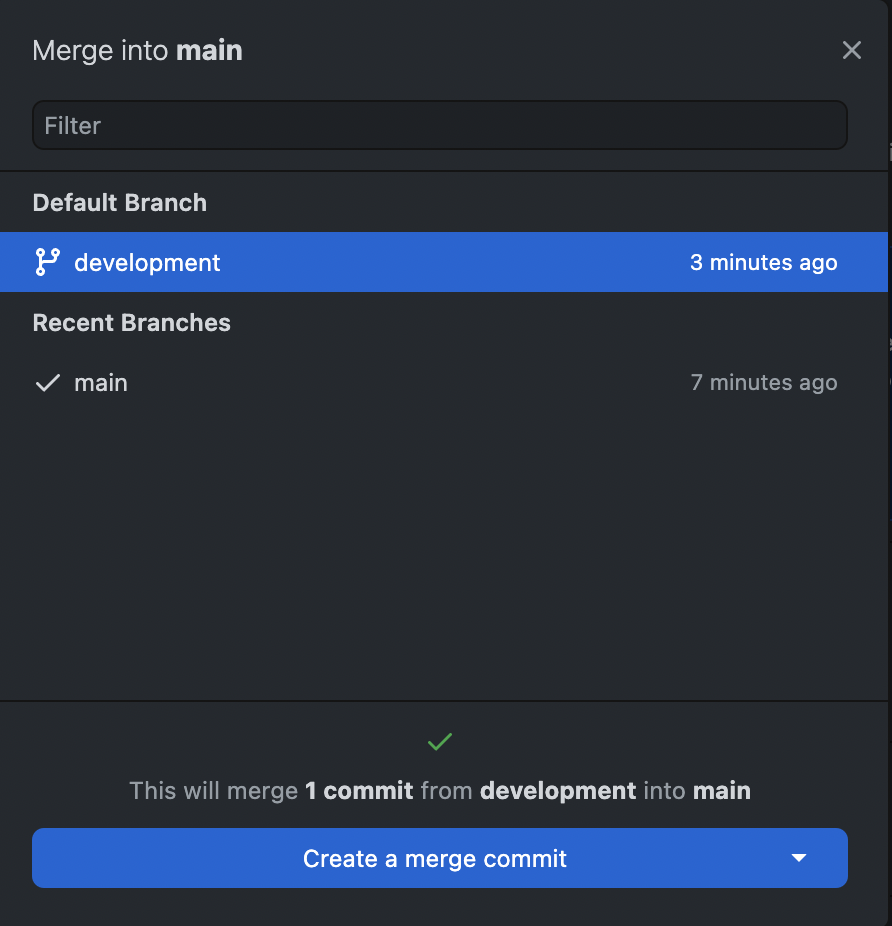 Merge into main
Filter
Default Branch
development 3 minutes ago
Recent Branches
main 7 minutes ago
This will merge 1 commit from development into main
Create a merge commit